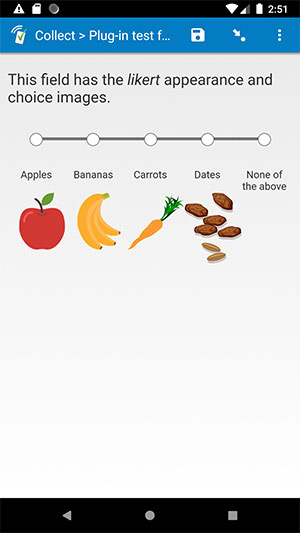 2:51
Collect > Plug-in test f...
This field has the likert appearance and
choice images.
Apples Bananas Carrots Dates None of
the above